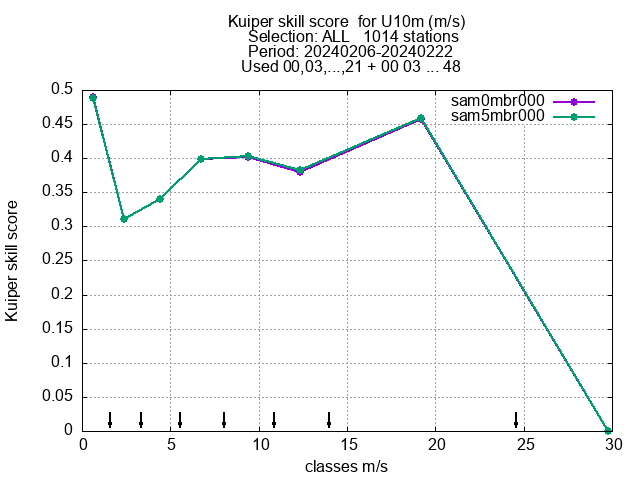 Kuiper skill score  for U10m (m/s)
Selection: ALL   1014 stations
Period: 20240206-20240222
Used 00,03,...,21 + 00 03 ... 48
sam0mbr000
sam5mbr000
0.5
0.45
0.4
0.35
0.3
0.25
0.2
0.15
0.1
0.05
0
Kuiper skill score
0 5 10 15 20 25 30
classes m/s